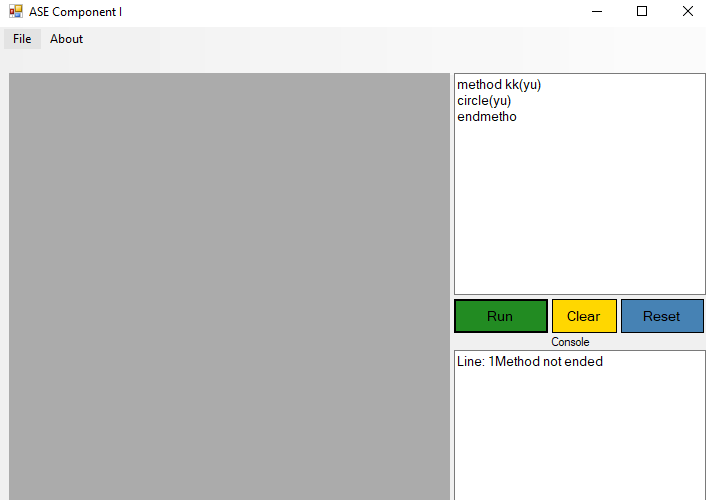 ASE Component I
File About
method kk(yu)
circle(yu)
endmetho
Run Clear Reset
Console
Line: 1Method not ended